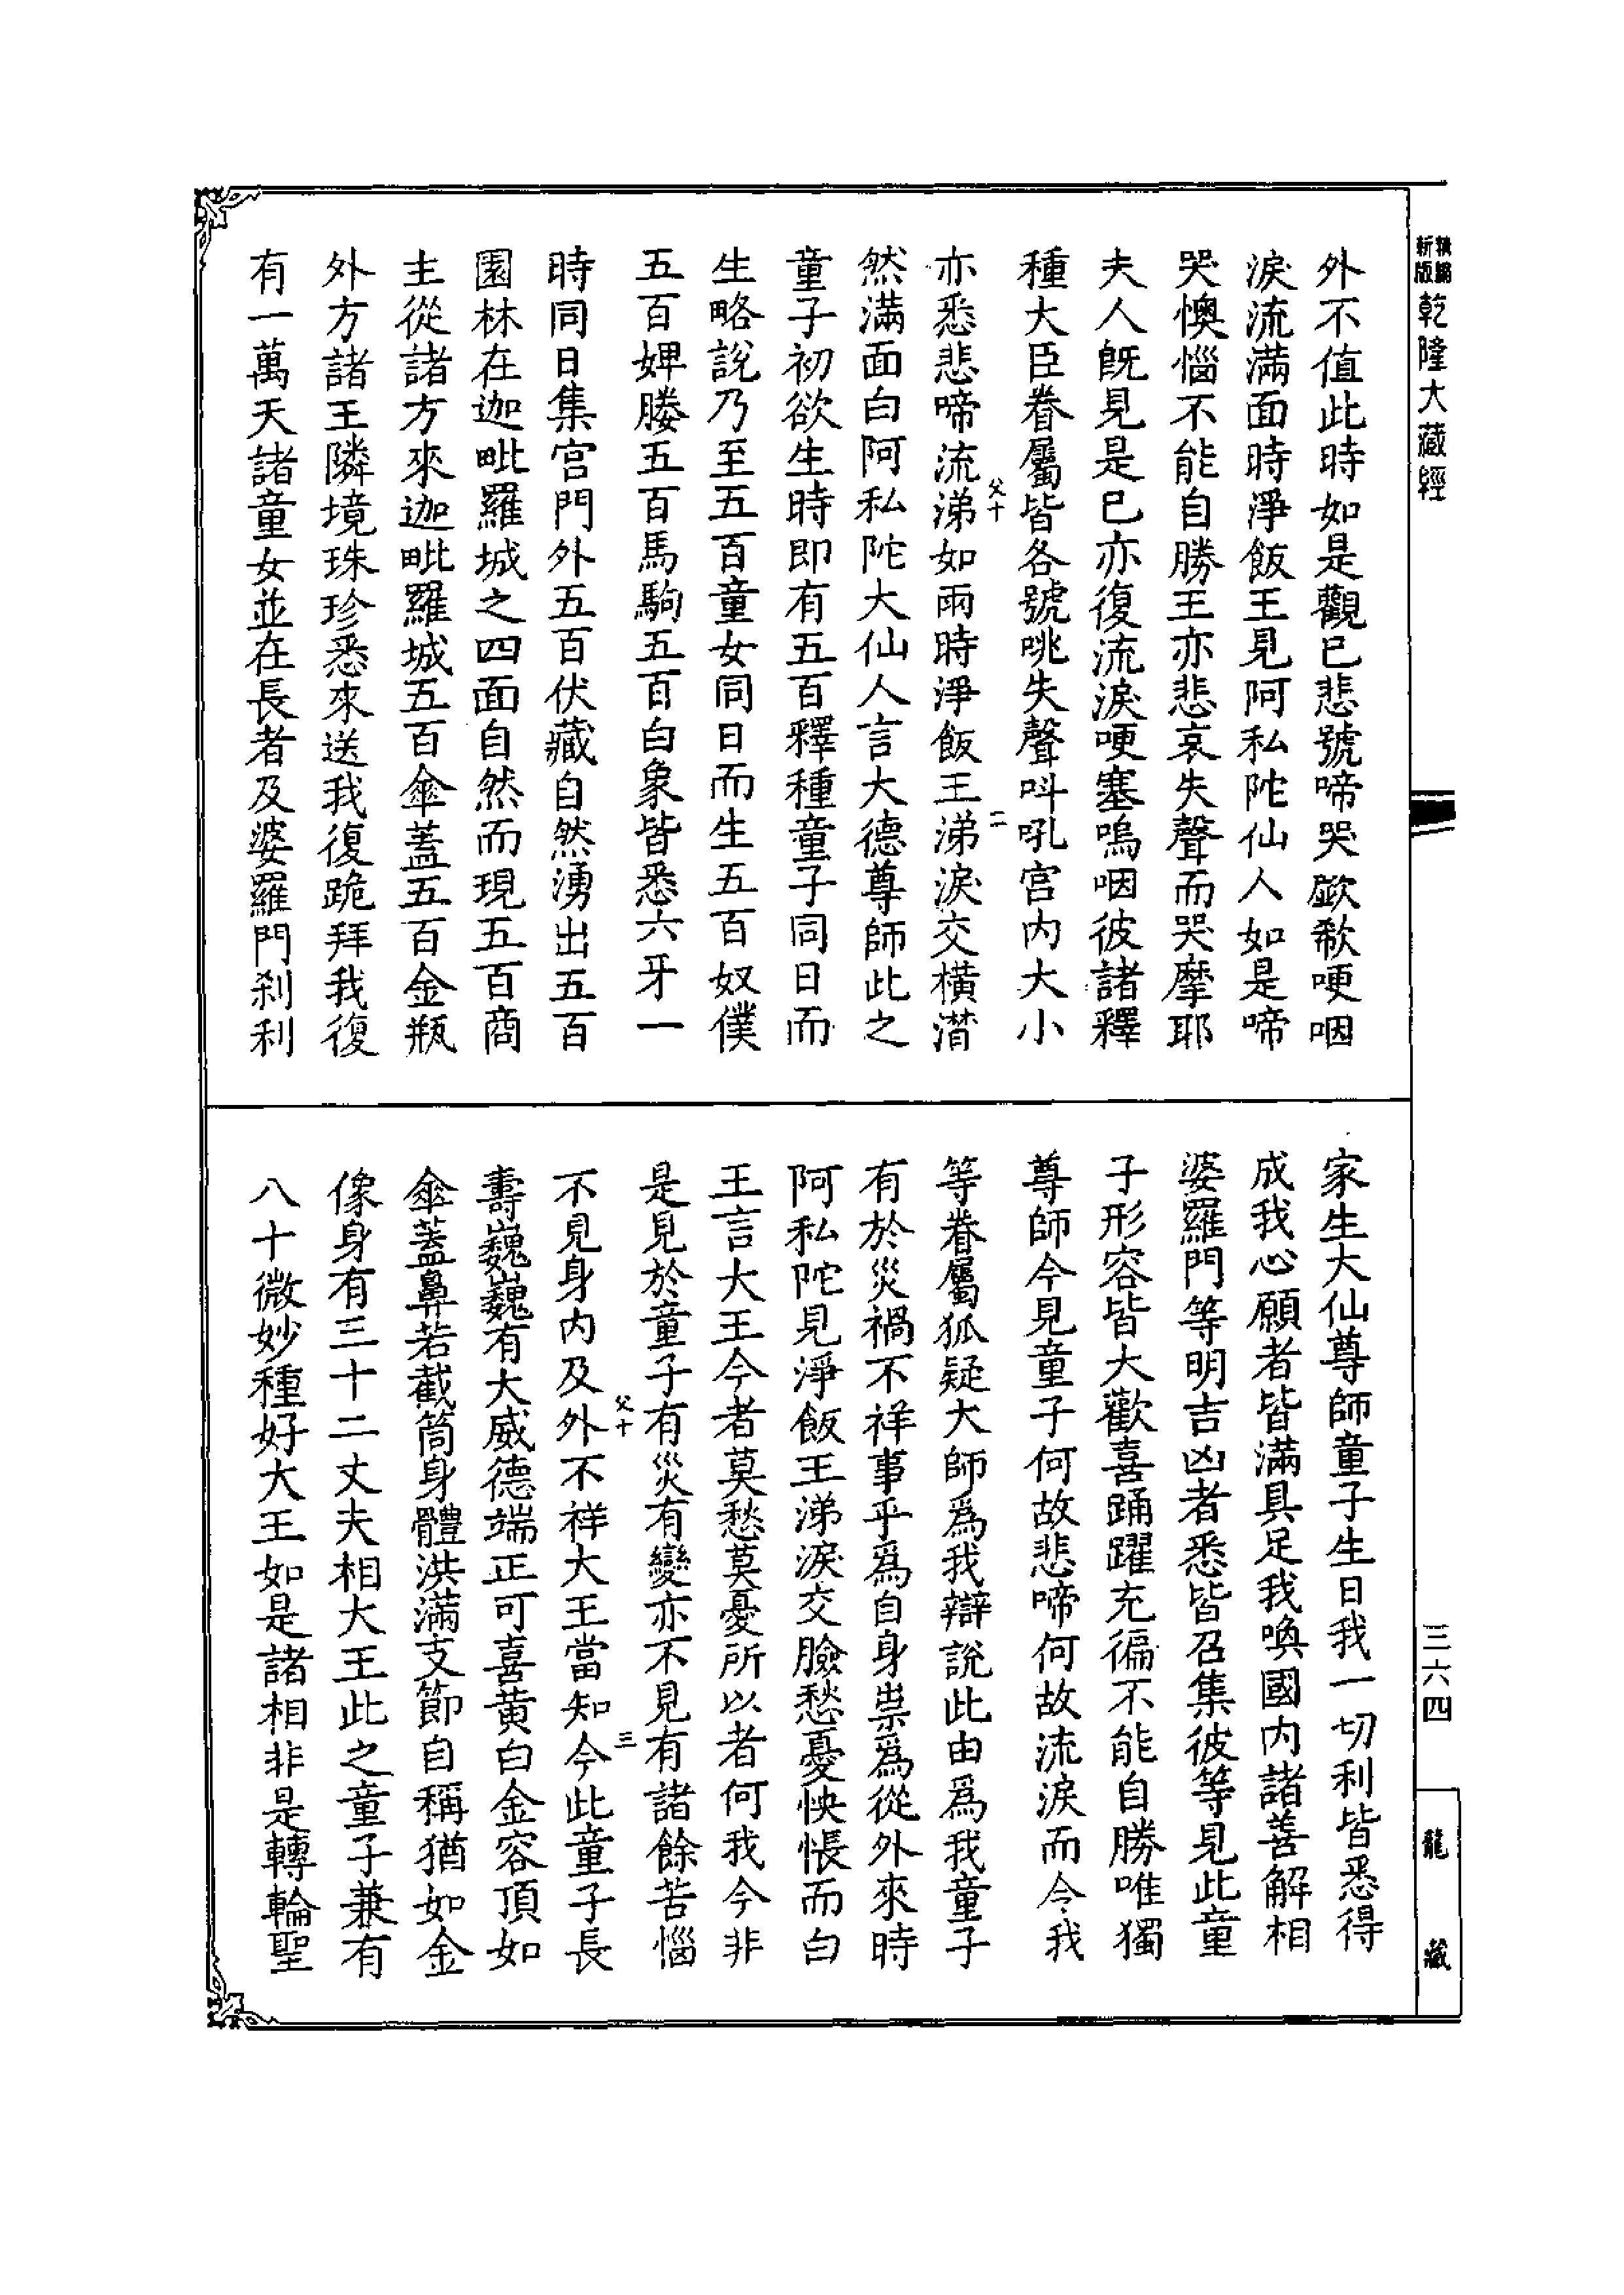 新編
縮版
乾隆大藏經
外不值此時如是觀已悲號啼哭歔欷哽咽
淚流滿面時淨飯王見阿私陀仙人如是啼
哭懊惱不能自勝王亦悲哀失聲而哭摩耶
夫人旣見是已亦復流淚哽塞嗚咽彼諸釋
種大臣眷屬皆各號咷失聲叫吼宫内大小
亦悉悲啼流涕如雨時淨飯王涕淚交橫潸
父十
二
然滿面白阿私陀大仙人言大德尊師此之
童子初欲生時即有五百釋種童子同日而
生略說乃至五百童女同日而生五百奴僕
五百婢媵五百馬駒五百白象皆悉六牙一
時同日集宫門外五百伏藏自然湧出五百
園林在迦毗羅城之四面自然而現五百商
主從諸方來迦毗羅城五百傘蓋五百金瓶
外方諸王隣境珠珍悉來送我復跪拜我復
有一萬天諸童女並在長者及婆羅門刹利
家生大仙尊師童子生日我一切利皆悉得
成我心願者皆滿具足我喚國内諸善解相
婆羅門等明吉凶者悉皆召集彼等見此童
子形容皆大歡喜踊躍充徧不能自勝唯獨
尊師今見童子何故悲啼何故流淚而令我
等眷屬狐疑大師爲我辯説此由爲我童子
有於災禍不祥事乎爲自身祟爲從外來時
阿私陀見淨飯王涕淚交臉愁憂怏悵而白
王言大王今者莫愁莫憂所以者何我今非
是見於童子有災有變亦不見有諸餘苦惱
不見身内及外不祥大王當知今此童子長
父十
三
壽巍巍有大威德端正可喜黄白金容頂如
傘蓋鼻若截筒身體洪滿支節自稱猶如金
像身有三十二丈夫相大王此之童子兼有
八十微妙種好大王如是諸相非是轉輪聖
三六四
龍藏